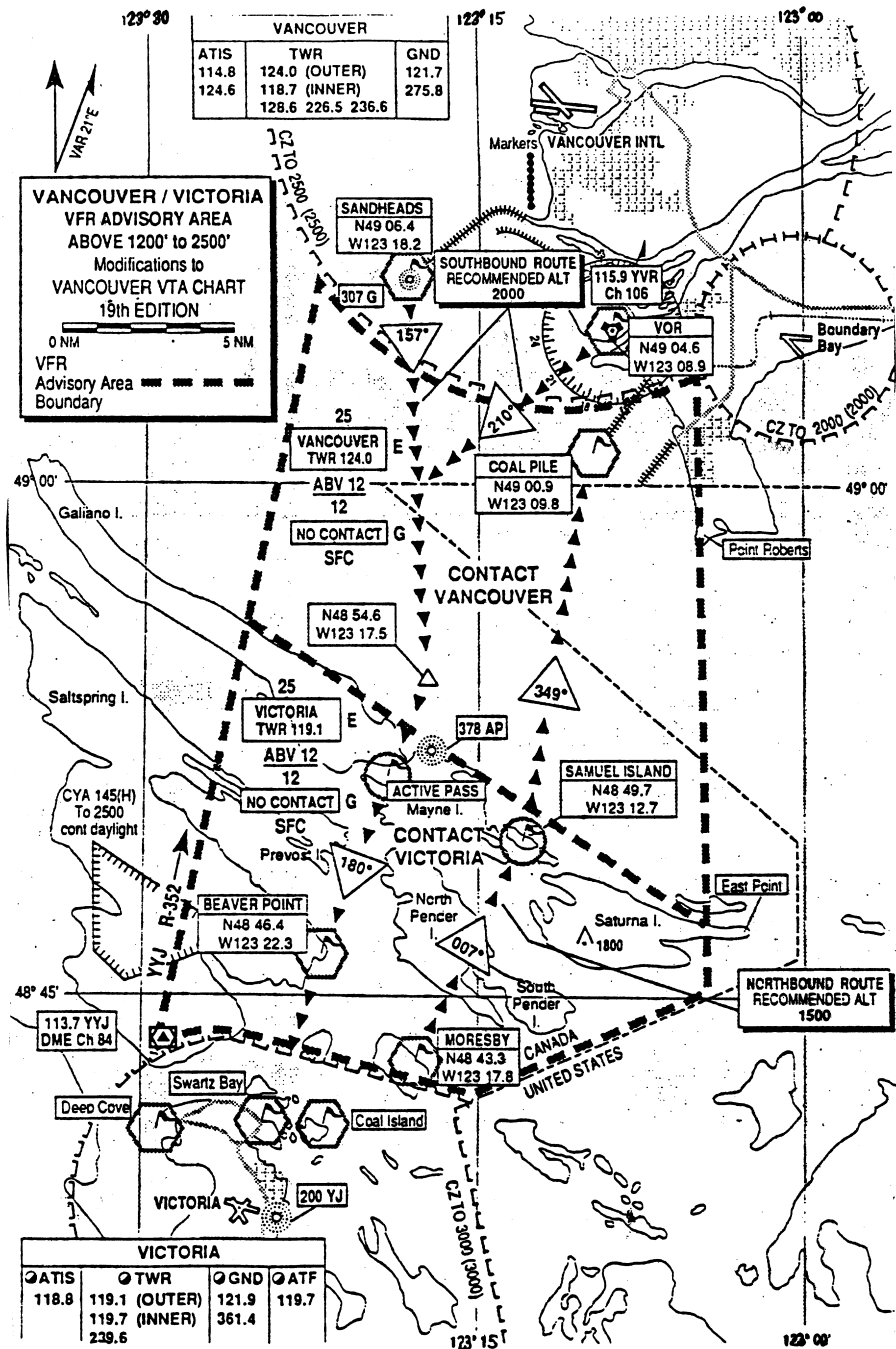 123° 30
123° 15
123° 00
VANCOUVER
ATIS TWR GND
114.8 124.0 (OUTER) 121.7
124.6 118.7 (INNER) 275.8
128.6 226.5 236.6
VAR 21°E
Markers
VANCOUVER INTL
CZ TO 2500 (2500)
VANCOUVER / VICTORIA
VFR ADVISORY AREA
ABOVE 1200' to 2500'
Modifications to
VANCOUVER VTA CHART
19th EDITION
0 NM 5 NM
VFR
Advisory Area
Boundary
SANDHEADS
N49 06.4
W123 18.2
SOUTHBOUND ROUTE
RECOMMENDED ALT
2000
115.9 YVR
Ch 106
307 G
157°
VOR
N49 04.6
W123 08.9
24
21
Boundary
Bay
210°
CZ TO 2000 (2000)
25
VANCOUVER
TWR 124.0
E
COAL PILE
N49 00.9
W123 09.8
49° 00'
ABV 12
12
49° 00'
NO CONTACT
G
SFC
Galiano I.
Point Roberts
CONTACT
VANCOUVER
N48 54.6
W123 17.5
349°
Saltspring I.
25
VICTORIA
TWR 119.1
E
378 AP
ABV 12
12
SAMUEL ISLAND
N48 49.7
W123 12.7
CYA 145(H)
To 2500
cont daylight
ACTIVE PASS
Mayne I.
NO CONTACT
G
SFC
CONTACT
VICTORIA
Prevost I.
180°
YYJ R-352
BEAVER POINT
N48 46.4
W123 22.3
North
Pender
I.
East Point
Saturna I.
1800
007°
48° 45'
South
Pender
I.
NORTHBOUND ROUTE
RECOMMENDED ALT
1500
113.7 YYJ
DME Ch 84
MORESBY
N48 43.3
W123 17.8
CANADA
UNITED STATES
Swartz Bay
Deep Cove
Coal Island
VICTORIA
200 YJ
CZ TO 3000 (3000)
VICTORIA
ATIS TWR GND ATF
118.8 119.1 (OUTER) 121.9 119.7
119.7 (INNER) 361.4
239.6
123° 15
123° 00